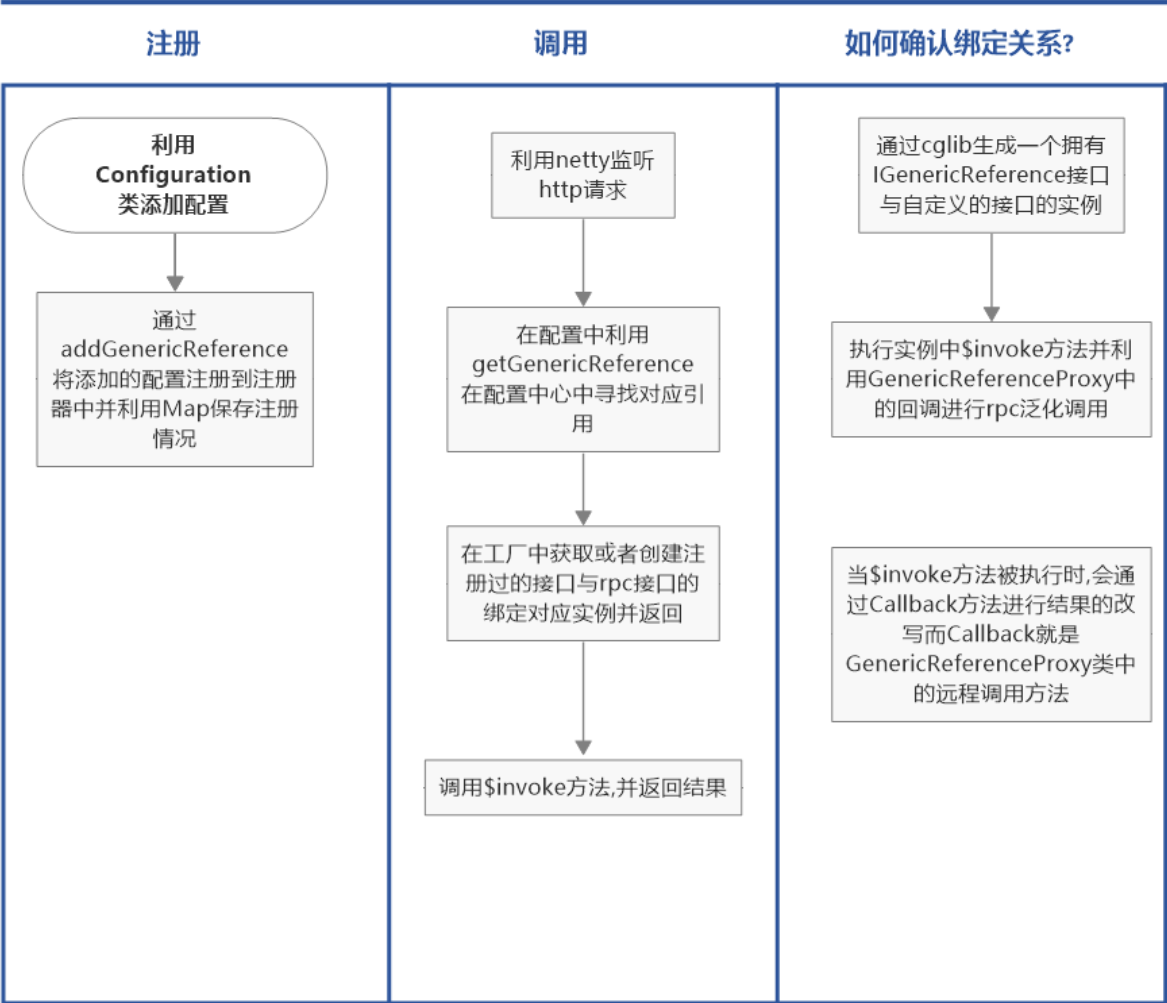 注册
调用
如何确认绑定关系?
利用
Configuration
类添加配置
通过
addGenericReference
将添加的配置注册到注册
器中并利用Map保存注册
情况
利用netty监听
http请求
在配置中利用
getGenericReference
在配置中心中寻找对应引
用
在工厂中获取或者创建注
册过的接口与rpc接口的
绑定对应实例并返回
调用$invoke方法,并返回结果
通过cglib生成一个拥有
IGenericReference接口
与自定义的接口的实例
执行实例中$invoke方法并利
用GenericReferenceProxy中
的回调进行rpc泛化调用
当$invoke方法被执行时,会通
过Callback方法进行结果的改
写而Callback就是
GenericReferenceProxy类中
的远程调用方法